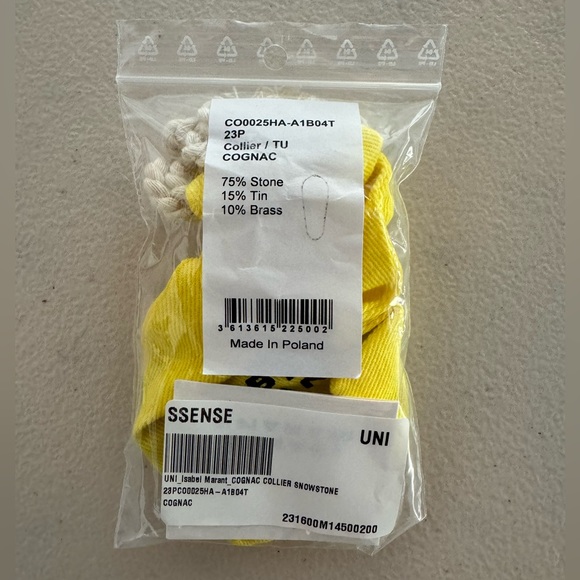 CO0025HA-A1B04T
23P
Collier / TU
COGNAC
75% Stone
15% Tin
10% Brass
3 613615 225002
Made In Poland
SSENSE
UNI
UNI_Isabel Marant_COGNAC COLLIER SNOWSTONE
23PCO0025HA-A1B04T
COGNAC
231600M14500200